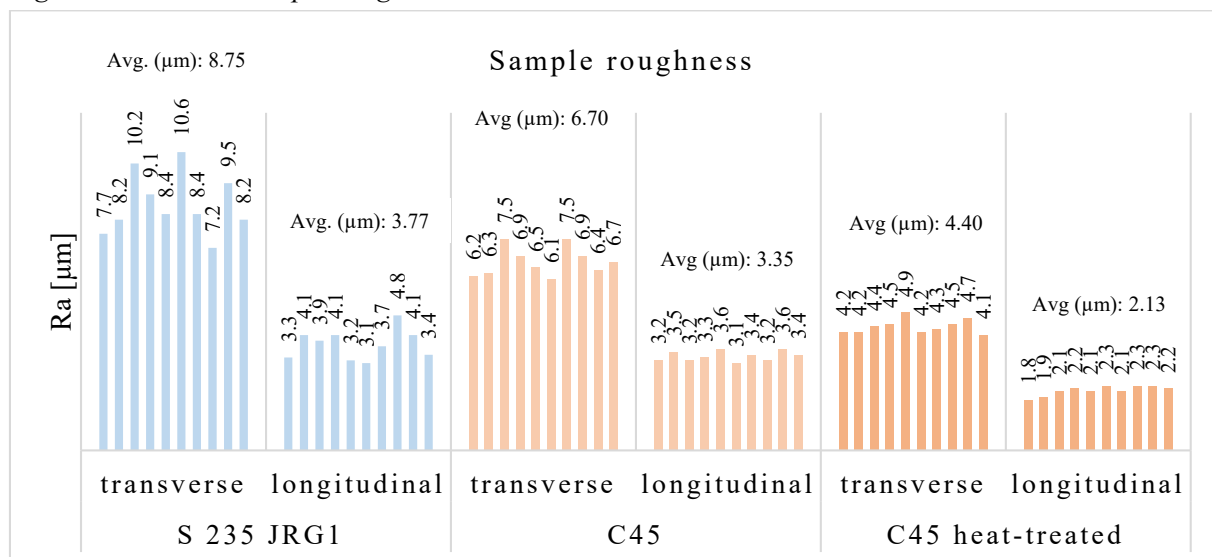 Sample roughness
Avg. (µm): 8.75
Avg. (µm): 3.77
Avg (µm): 6.70
Avg (µm): 3.35
Avg (µm): 4.40
Avg (µm): 2.13
Ra [µm]
7.7 8.2 10.2 9.1 8.4 10.6 8.4 7.2 9.5 8.2
3.3 4.1 3.9 4.1 3.2 3.1 3.7 4.8 4.1 3.4
6.2 6.3 7.5 6.9 6.5 6.1 7.5 6.9 6.4 6.7
3.2 3.5 3.2 3.3 3.6 3.1 3.4 3.2 3.6 3.4
4.2 4.2 4.4 4.5 4.9 4.2 4.3 4.5 4.7 4.1
1.8 1.9 2.1 2.2 2.1 2.3 2.1 2.3 2.3 2.2
transverse longitudinal transverse longitudinal transverse longitudinal
S 235 JRG1 C45 C45 heat-treated